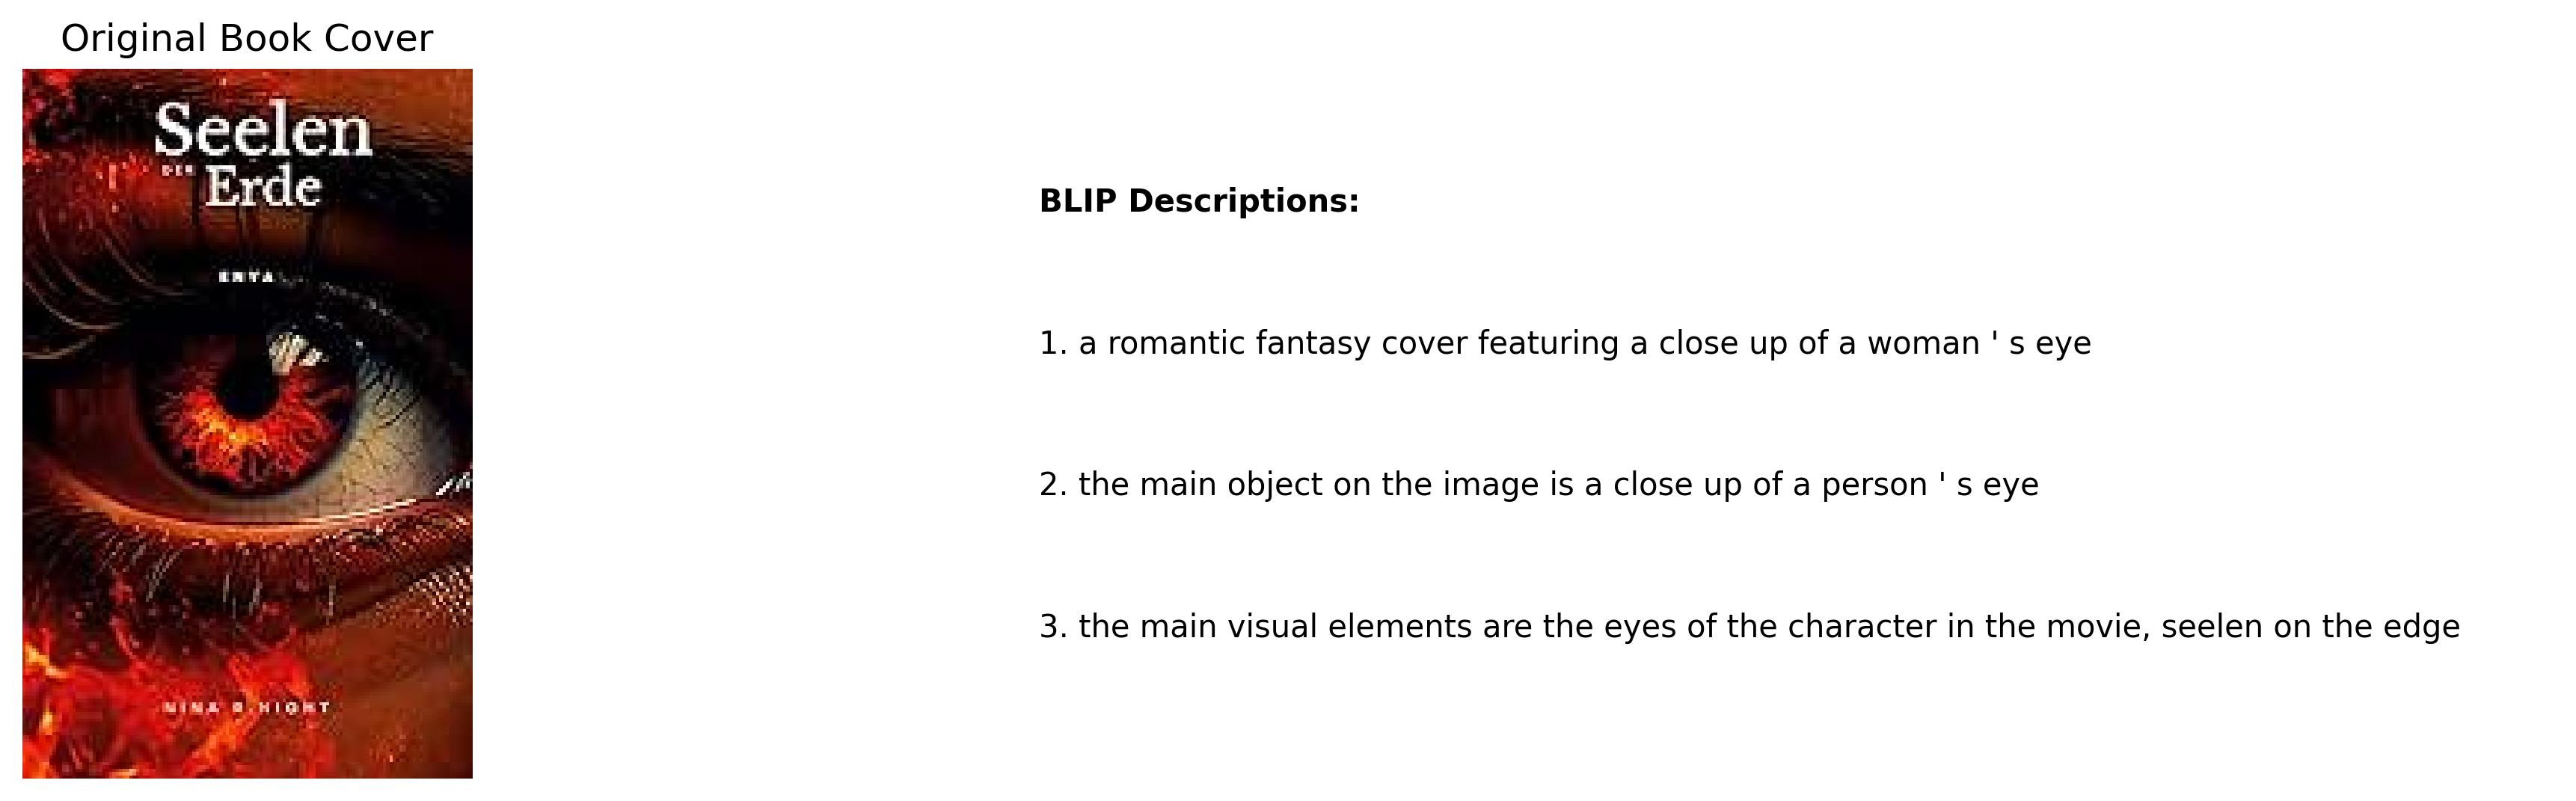 Original Book Cover
Seelen
DER Erde
BLIP Descriptions:
1. a romantic fantasy cover featuring a close up of a woman ' s eye
2. the main object on the image is a close up of a person ' s eye
3. the main visual elements are the eyes of the character in the movie, seelen on the edge
NINA